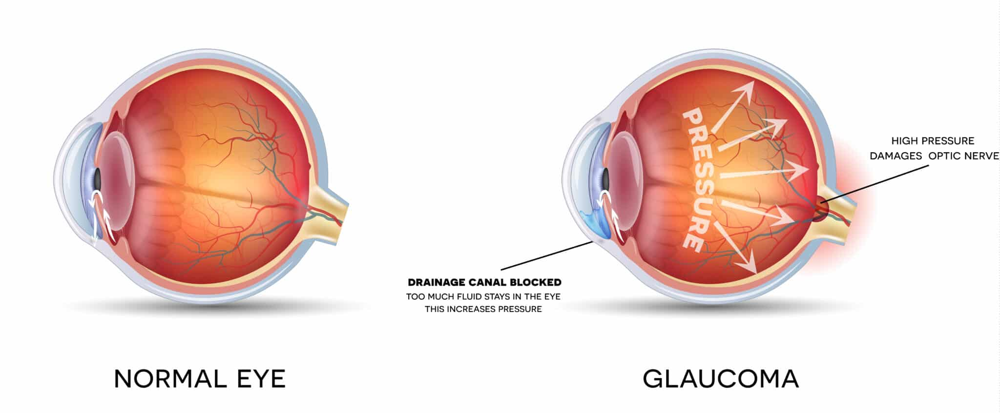 PRESSURE
HIGH PRESSURE
DAMAGES OPTIC NERVE
DRAINAGE CANAL BLOCKED
TOO MUCH FLUID STAYS IN THE EYE
THIS INCREASES PRESSURE
NORMAL EYE
GLAUCOMA